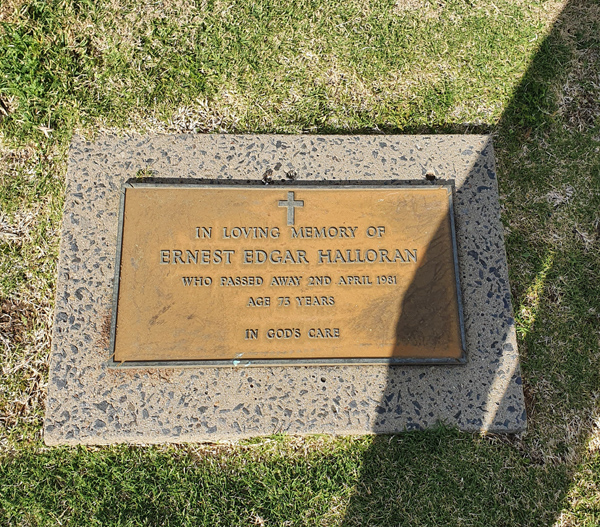 IN LOVING MEMORY OF
ERNEST EDGAR HALLORAN
WHO PASSED AWAY 2ND APRIL 1981
AGE 73 YEARS
IN GOD'S CARE